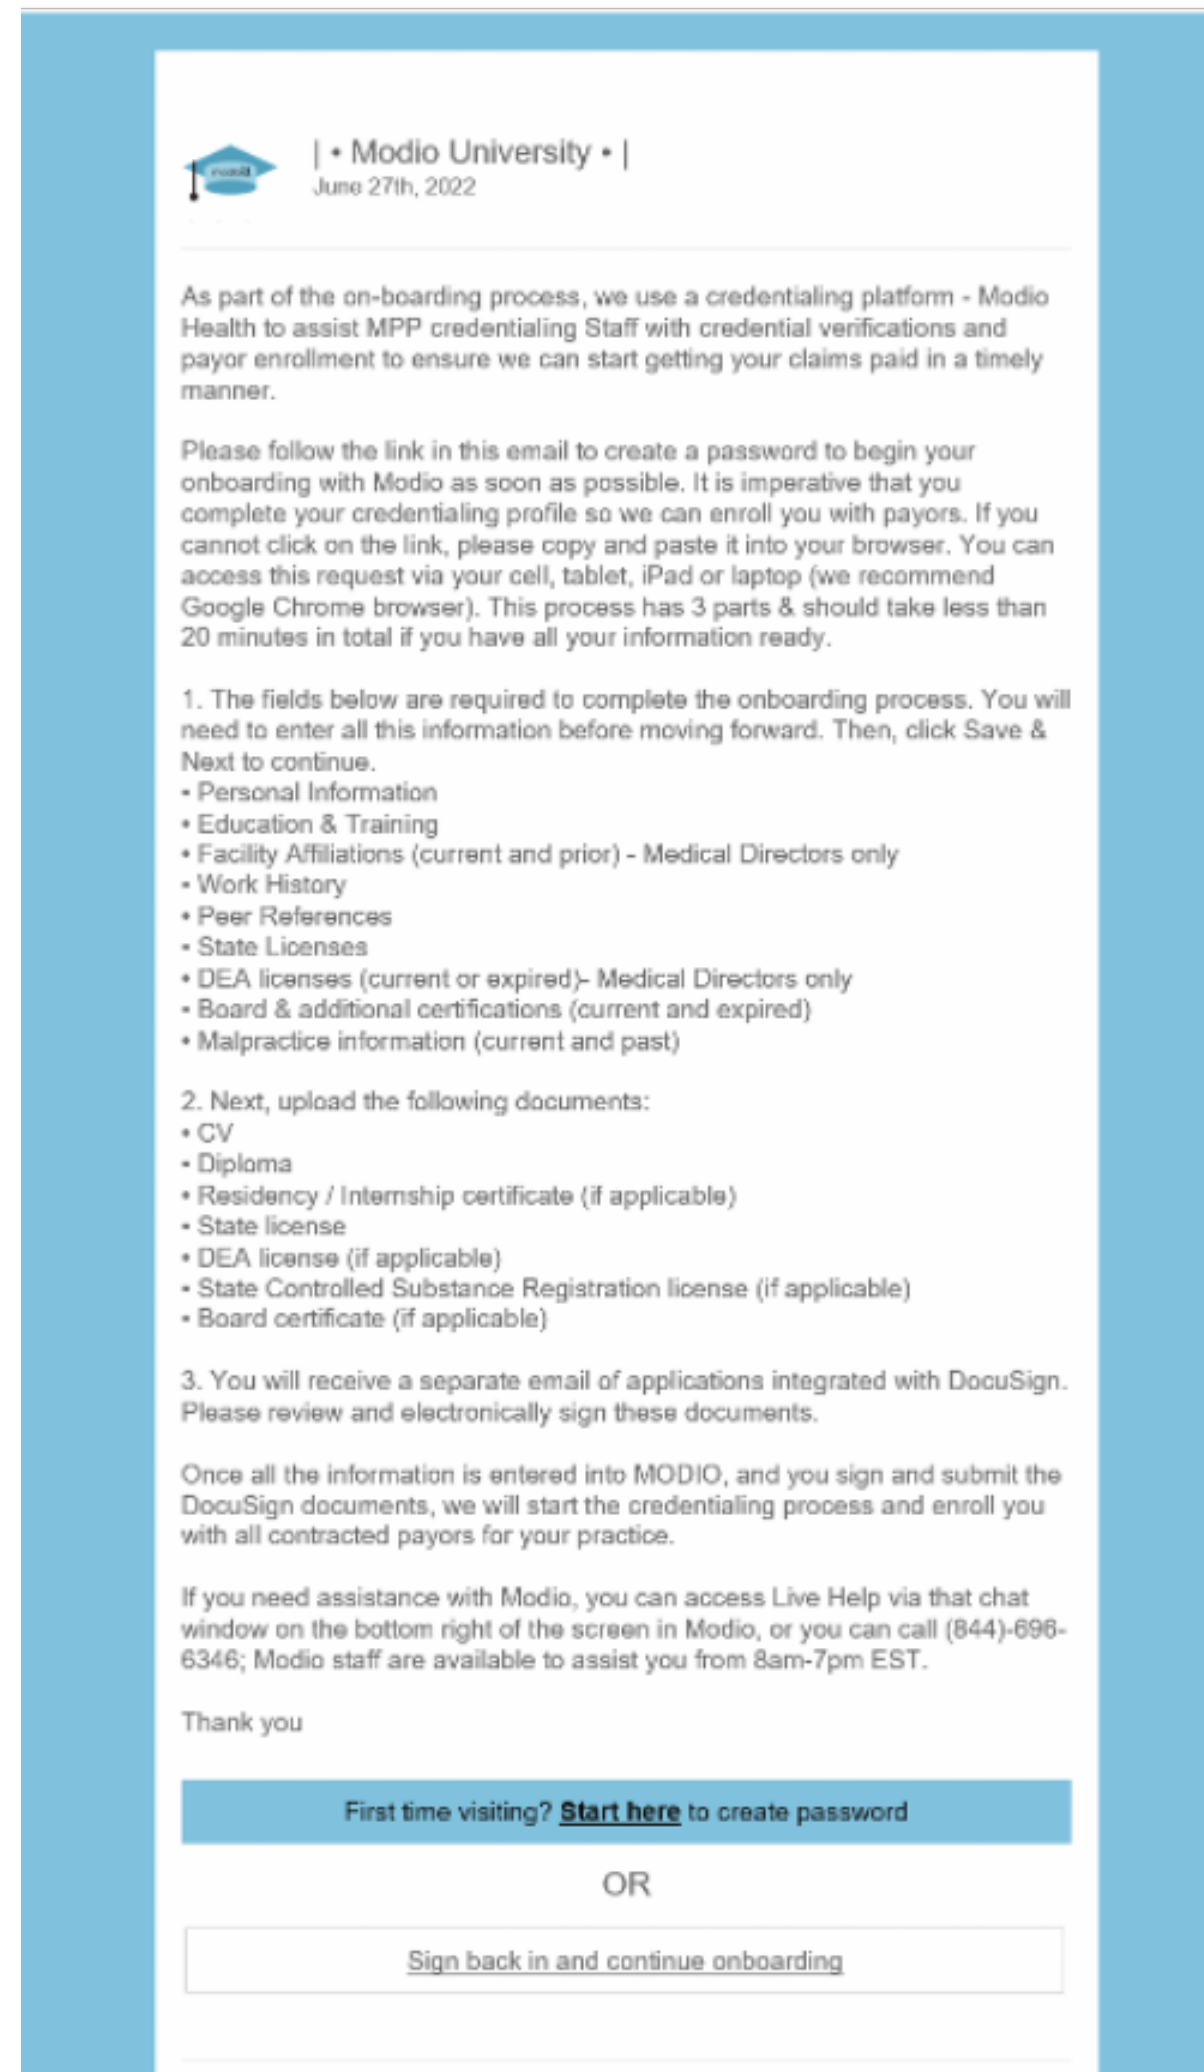 | • Modio University • |
June 27th, 2022
As part of the on-boarding process, we use a credentialing platform - Modio
Health to assist MPP credentialing Staff with credential verifications and
payor enrollment to ensure we can start getting your claims paid in a timely
manner.
Please follow the link in this email to create a password to begin your
onboarding with Modio as soon as possible. It is imperative that you
complete your credentialing profile so we can enroll you with payors. If you
cannot click on the link, please copy and paste it into your browser. You can
access this request via your cell, tablet, iPad or laptop (we recommend
Google Chrome browser). This process has 3 parts & should take less than
20 minutes in total if you have all your information ready.
1. The fields below are required to complete the onboarding process. You will
need to enter all this information before moving forward. Then, click Save &
Next to continue.
• Personal Information
• Education & Training
• Facility Affiliations (current and prior) - Medical Directors only
• Work History
• Peer References
• State Licenses
• DEA licenses (current or expired)- Medical Directors only
• Board & additional certifications (current and expired)
• Malpractice information (current and past)
2. Next, upload the following documents:
• CV
• Diploma
• Residency / Internship certificate (if applicable)
• State license
• DEA license (if applicable)
• State Controlled Substance Registration license (if applicable)
• Board certificate (if applicable)
3. You will receive a separate email of applications integrated with DocuSign.
Please review and electronically sign these documents.
Once all the information is entered into MODIO, and you sign and submit the
DocuSign documents, we will start the credentialing process and enroll you
with all contracted payors for your practice.
If you need assistance with Modio, you can access Live Help via that chat
window on the bottom right of the screen in Modio, or you can call (844)-696-
6346; Modio staff are available to assist you from 8am-7pm EST.
Thank you
First time visiting? Start here to create password
OR
Sign back in and continue onboarding